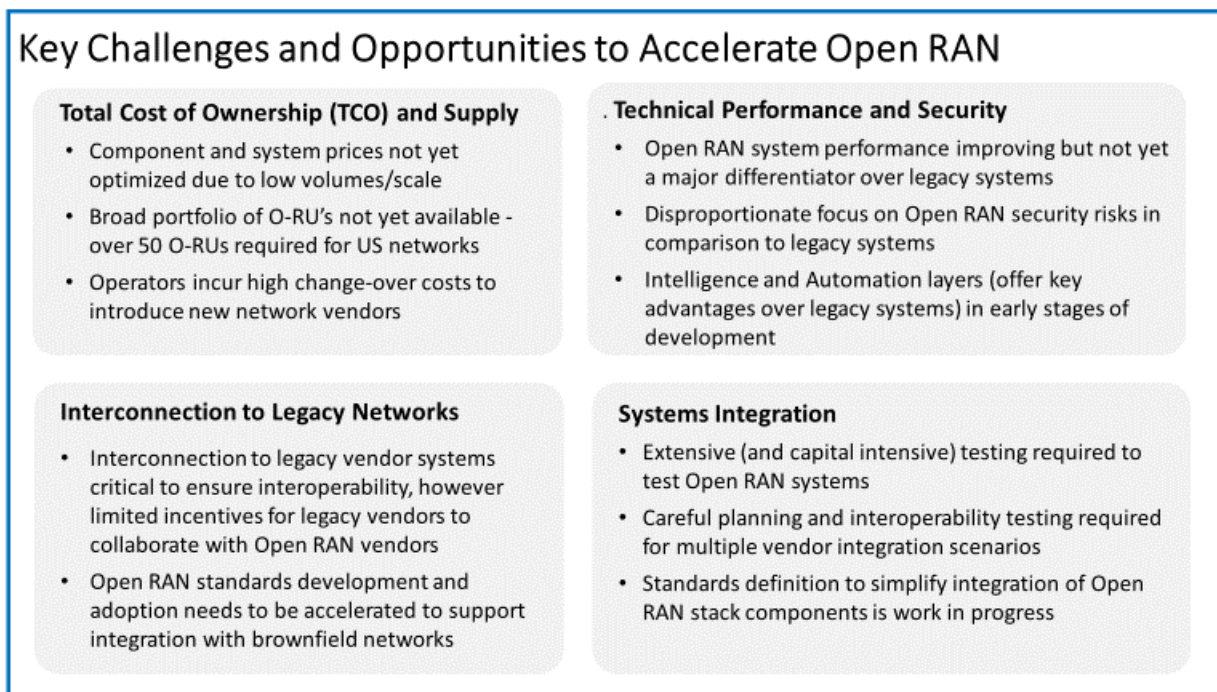 Key Challenges and Opportunities to Accelerate Open RAN
Total Cost of Ownership (TCO) and Supply
• Component and system prices not yet
optimized due to low volumes/scale
• Broad portfolio of O-RU's not yet available -
over 50 O-RUs required for US networks
• Operators incur high change-over costs to
introduce new network vendors
. Technical Performance and Security
• Open RAN system performance improving but not yet
a major differentiator over legacy systems
• Disproportionate focus on Open RAN security risks in
comparison to legacy systems
• Intelligence and Automation layers (offer key
advantages over legacy systems) in early stages of
development
Interconnection to Legacy Networks
• Interconnection to legacy vendor systems
critical to ensure interoperability, however
limited incentives for legacy vendors to
collaborate with Open RAN vendors
• Open RAN standards development and
adoption needs to be accelerated to support
integration with brownfield networks
Systems Integration
• Extensive (and capital intensive) testing required to
test Open RAN systems
• Careful planning and interoperability testing required
for multiple vendor integration scenarios
• Standards definition to simplify integration of Open
RAN stack components is work in progress